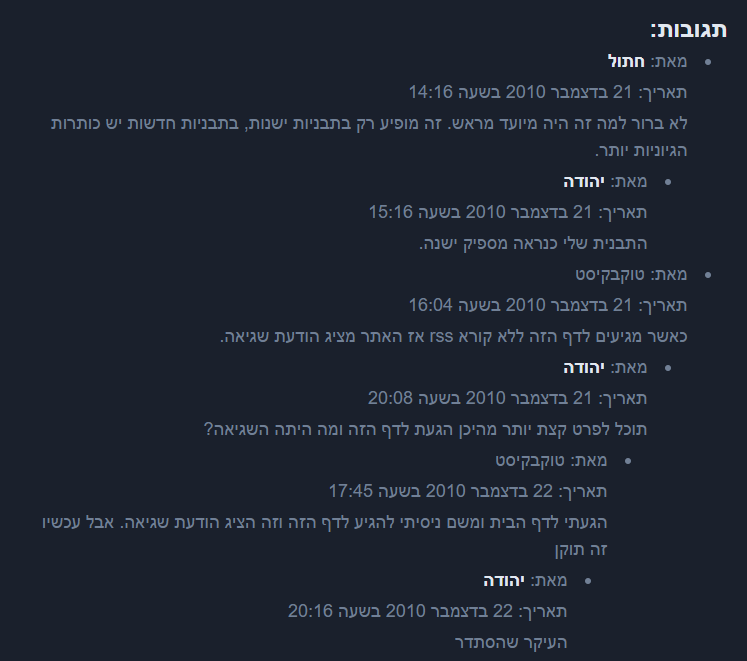 תגובות:
מאת: חתול
תאריך: 21 בדצמבר 2010 בשעה 14:16
לא ברור למה זה היה מיועד מראש. זה מופיע רק בתבניות ישנות, בתבניות חדשות יש כותרות
הגיוניות יותר.
מאת: יהודה
תאריך: 21 בדצמבר 2010 בשעה 15:16
התבנית שלי כנראה מספיק ישנה.
מאת: טוקבקיסט
תאריך: 21 בדצמבר 2010 בשעה 16:04
כאשר מגיעים לדף הזה ללא קורא rss אז האתר מציג הודעת שגיאה.
מאת: יהודה
תאריך: 21 בדצמבר 2010 בשעה 20:08
תוכל לפרט קצת יותר מהיכן הגעת לדף הזה ומה היתה השגיאה?
מאת: טוקבקיסט
תאריך: 22 בדצמבר 2010 בשעה 17:45
הגעתי לדף הבית ומשם ניסיתי להגיע לדף הזה וזה הציג הודעת שגיאה. אבל עכשיו
זה תוקן
מאת: יהודה
תאריך: 22 בדצמבר 2010 בשעה 20:16
העיקר שהסתדר